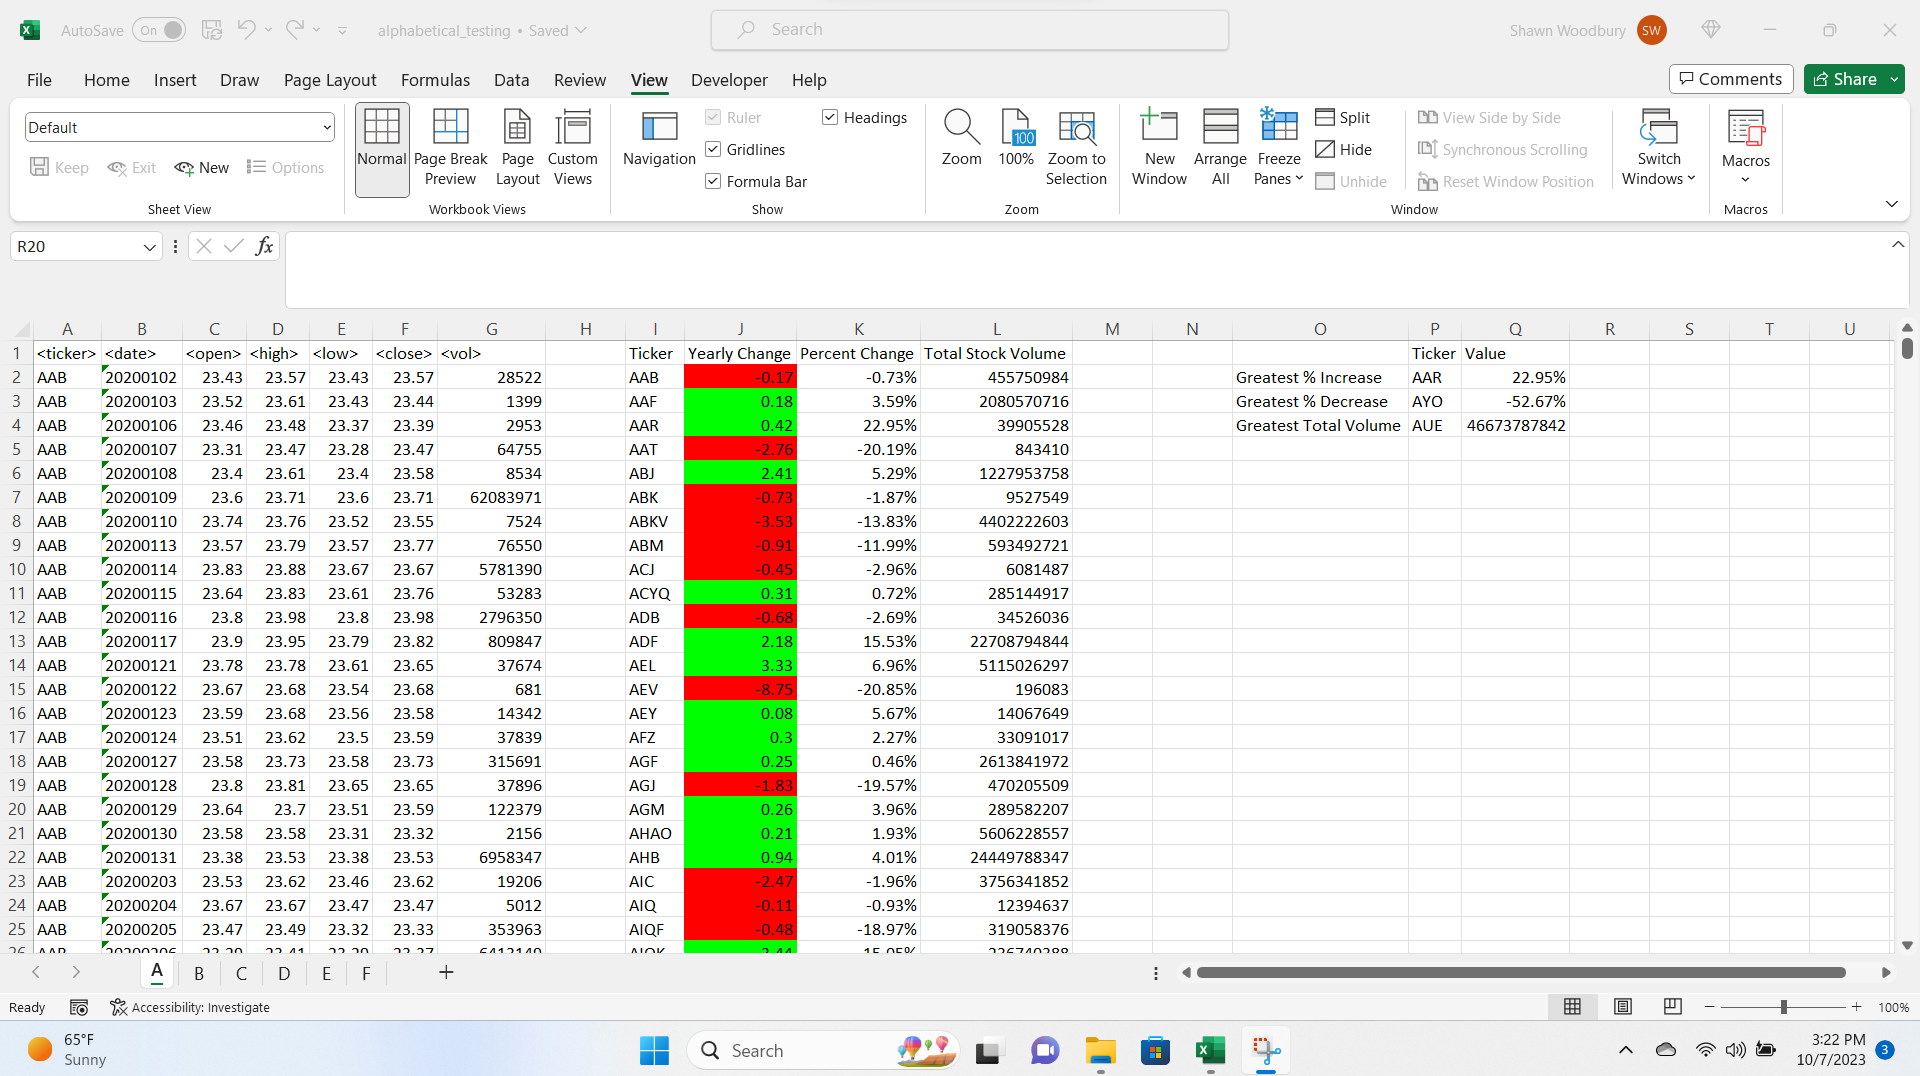 AutoSave On alphabetical_testing • Saved Search Shawn Woodbury SW
File Home Insert Draw Page Layout Formulas Data Review View Developer Help Comments Share
Default
Keep Exit New Options
Sheet View
Normal Page Break Preview Page Layout Custom Views
Workbook Views
Navigation Ruler Gridlines Formula Bar Headings
Show
Zoom 100 100% Zoom to Selection
Zoom
New Window Arrange All Freeze Panes Split Hide Unhide View Side by Side Synchronous Scrolling Reset Window Position Switch Windows
Window
Macros
Macros
R20 fx
A B C D E F G H I J K L M N O P Q R S T U
1 <ticker> <date> <open> <high> <low> <close> <vol> Ticker Yearly Change Percent Change Total Stock Volume Ticker Value
2 AAB 20200102 23.43 23.57 23.43 23.57 28522 AAB -0.17 -0.73% 455750984 Greatest % Increase AAR 22.95%
3 AAB 20200103 23.52 23.61 23.43 23.44 1399 AAF 0.18 3.59% 2080570716 Greatest % Decrease AYO -52.67%
4 AAB 20200106 23.46 23.48 23.37 23.39 2953 AAR 0.42 22.95% 39905528 Greatest Total Volume AUE 46673787842
5 AAB 20200107 23.31 23.47 23.28 23.47 64755 AAT -2.76 -20.19% 843410
6 AAB 20200108 23.4 23.61 23.4 23.58 8534 ABJ 2.41 5.29% 1227953758
7 AAB 20200109 23.6 23.71 23.6 23.71 62083971 ABK -0.73 -1.87% 9527549
8 AAB 20200110 23.74 23.76 23.52 23.55 7524 ABKV -3.53 -13.83% 4402222603
9 AAB 20200113 23.57 23.79 23.57 23.77 76550 ABM -0.91 -11.99% 593492721
10 AAB 20200114 23.83 23.88 23.67 23.67 5781390 ACJ -0.45 -2.96% 6081487
11 AAB 20200115 23.64 23.83 23.61 23.76 53283 ACYQ 0.31 0.72% 285144917
12 AAB 20200116 23.8 23.98 23.8 23.98 2796350 ADB -0.68 -2.69% 34526036
13 AAB 20200117 23.9 23.95 23.79 23.82 809847 ADF 2.18 15.53% 22708794844
14 AAB 20200121 23.78 23.78 23.61 23.65 37674 AEL 3.33 6.96% 5115026297
15 AAB 20200122 23.67 23.68 23.54 23.68 681 AEV -8.75 -20.85% 196083
16 AAB 20200123 23.59 23.68 23.56 23.58 14342 AEY 0.08 5.67% 14067649
17 AAB 20200124 23.51 23.62 23.5 23.59 37839 AFZ 0.3 2.27% 33091017
18 AAB 20200127 23.58 23.73 23.58 23.73 315691 AGF 0.25 0.46% 2613841972
19 AAB 20200128 23.8 23.81 23.65 23.65 37896 AGJ -1.83 -19.57% 470205509
20 AAB 20200129 23.64 23.7 23.51 23.59 122379 AGM 0.26 3.96% 289582207
21 AAB 20200130 23.58 23.58 23.31 23.32 2156 AHAO 0.21 1.93% 5606228557
22 AAB 20200131 23.38 23.53 23.38 23.53 6958347 AHB 0.94 4.01% 24449788347
23 AAB 20200203 23.53 23.62 23.46 23.62 19206 AIC -2.47 -1.96% 3756341852
24 AAB 20200204 23.67 23.67 23.47 23.47 5012 AIQ -0.11 -0.93% 12394637
25 AAB 20200205 23.47 23.49 23.32 23.33 353963 AIQF -0.48 -18.97% 319058376
A B C D E F
Ready Accessibility: Investigate 100%
65°F Search 3:22 PM
Sunny 10/7/2023 3